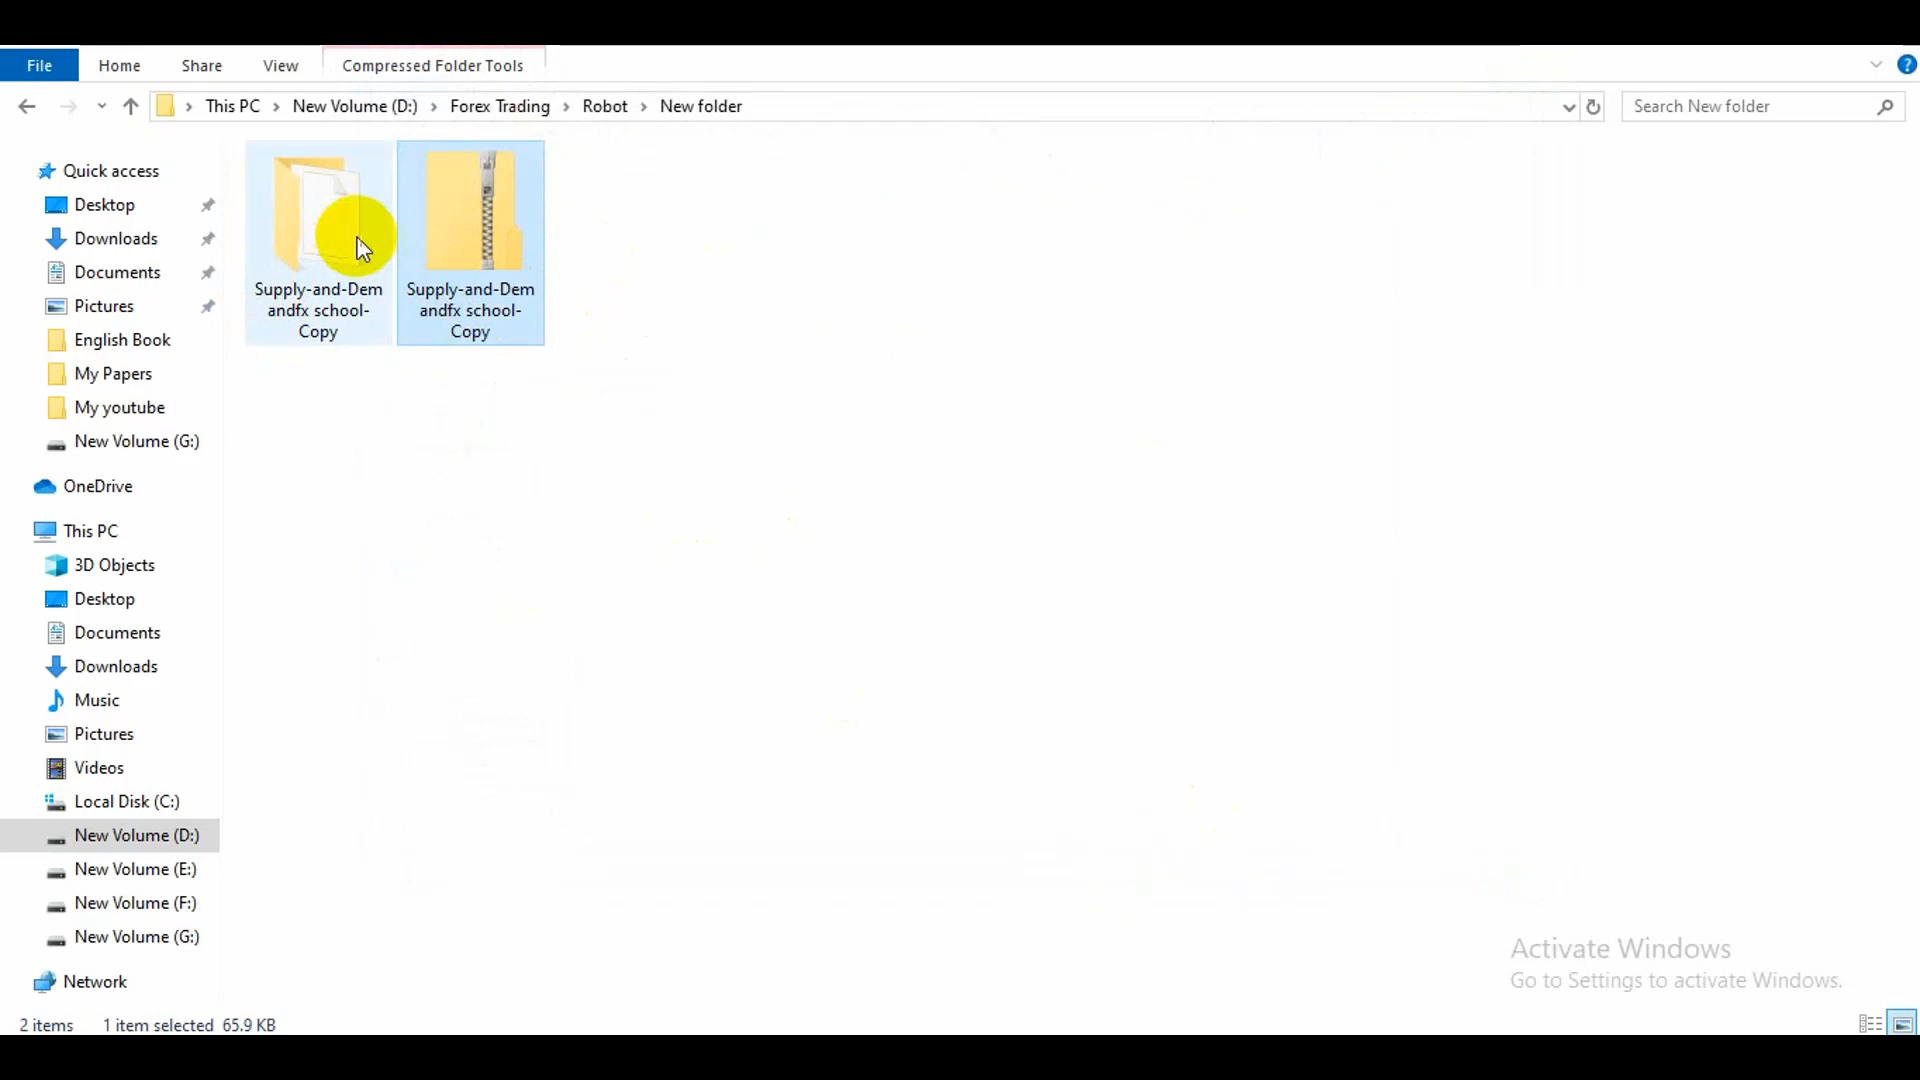 File Home Share View Compressed Folder Tools
This PC New Volume (D:) Forex Trading Robot New folder Search New folder
Quick access
Desktop
Downloads
Documents
Pictures
English Book
My Papers
My youtube
New Volume (G:)
OneDrive
This PC
3D Objects
Desktop
Documents
Downloads
Music
Pictures
Videos
Local Disk (C:)
New Volume (D:)
New Volume (E:)
New Volume (F:)
New Volume (G:)
Network
Supply-and-Dem
andfx school-
Copy
Supply-and-Dem
andfx school-
Copy
Activate Windows
Go to Settings to activate Windows.
2 items 1 item selected 65.9 KB